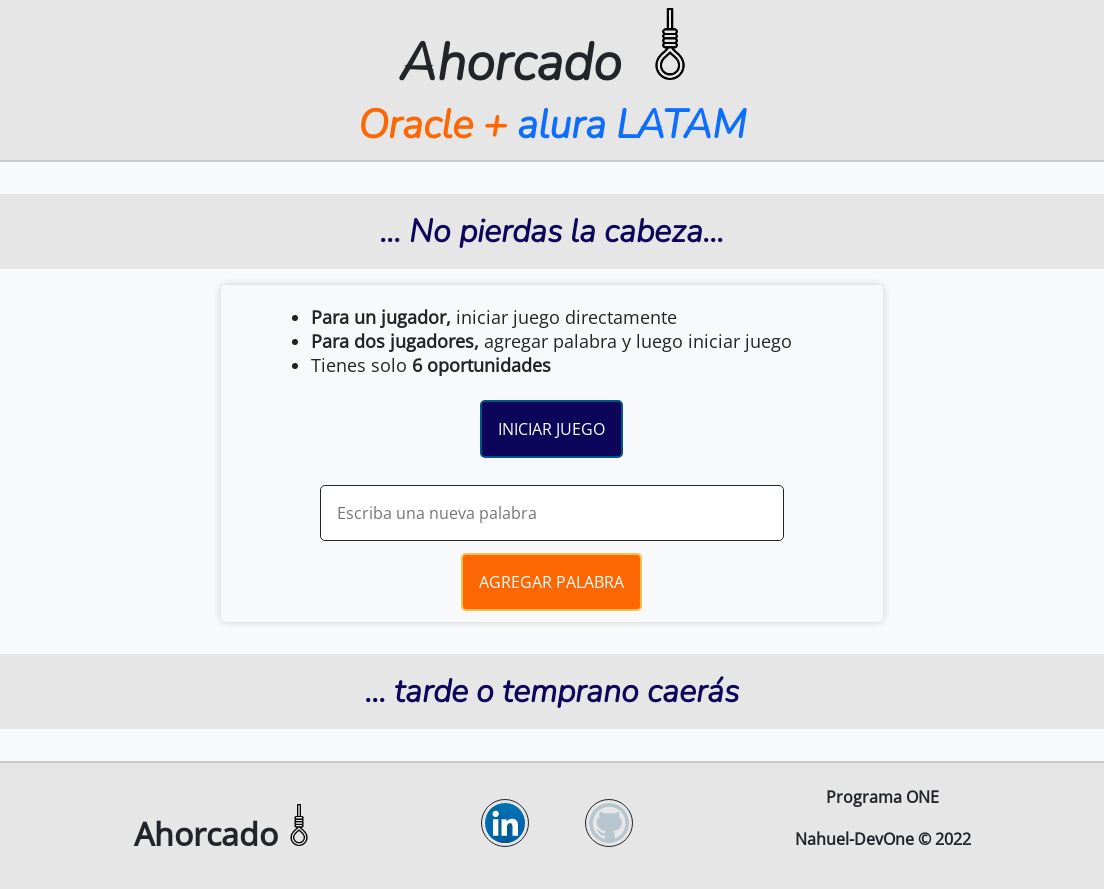 Ahorcado
Oracle + alura LATAM
... No pierdas la cabeza...
Para un jugador, iniciar juego directamente
Para dos jugadores, agregar palabra y luego iniciar juego
Tienes solo 6 oportunidades
INICIAR JUEGO
Escriba una nueva palabra
AGREGAR PALABRA
... tarde o temprano caerás
Ahorcado
in
Programa ONE
Nahuel-DevOne © 2022